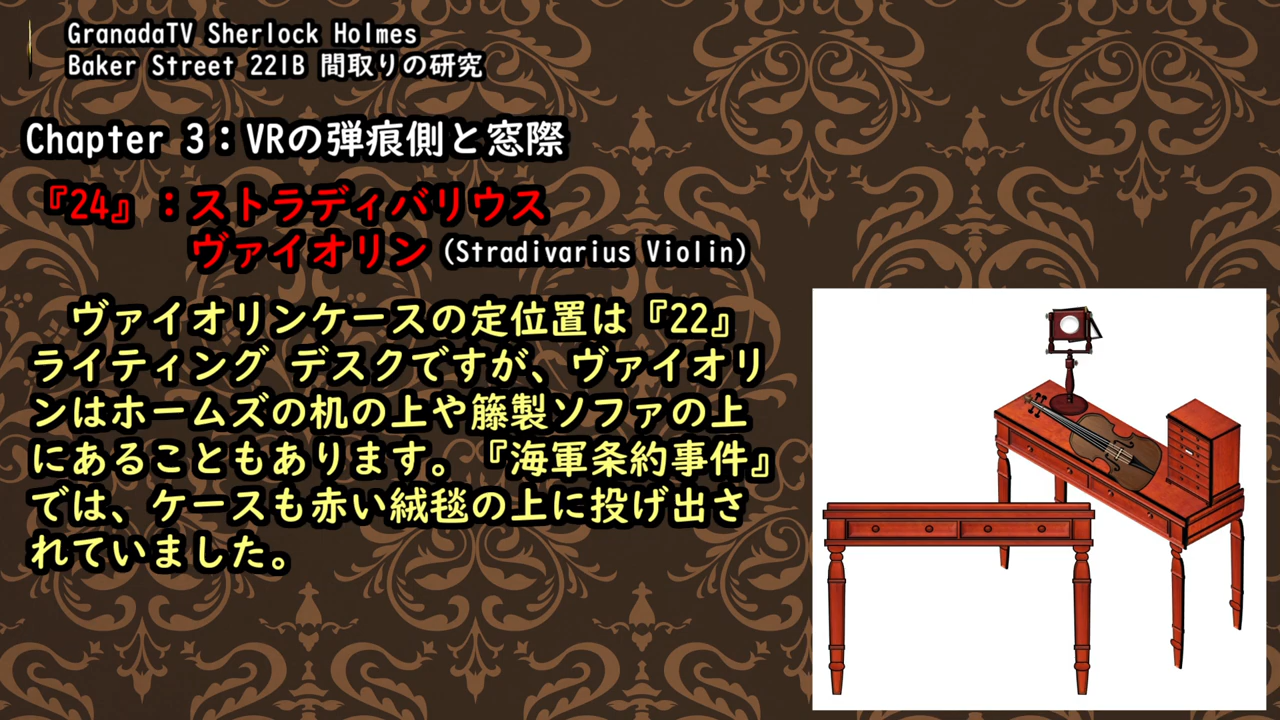 GranadaTV Sherlock Holmes
Baker Street 221B 間取りの研究
Chapter 3：VRの弾痕側と窓際
『24』：ストラディバリウス
ヴァイオリン（Stradivarius Violin）
ヴァイオリンケースの定位置は『22』
ライティング デスクですが、ヴァイオリ
ンはホームズの机の上や籐製ソファの上
にあることもあります。『海軍条約事件』
では、ケースも赤い絨毯の上に投げ出さ
れていました。